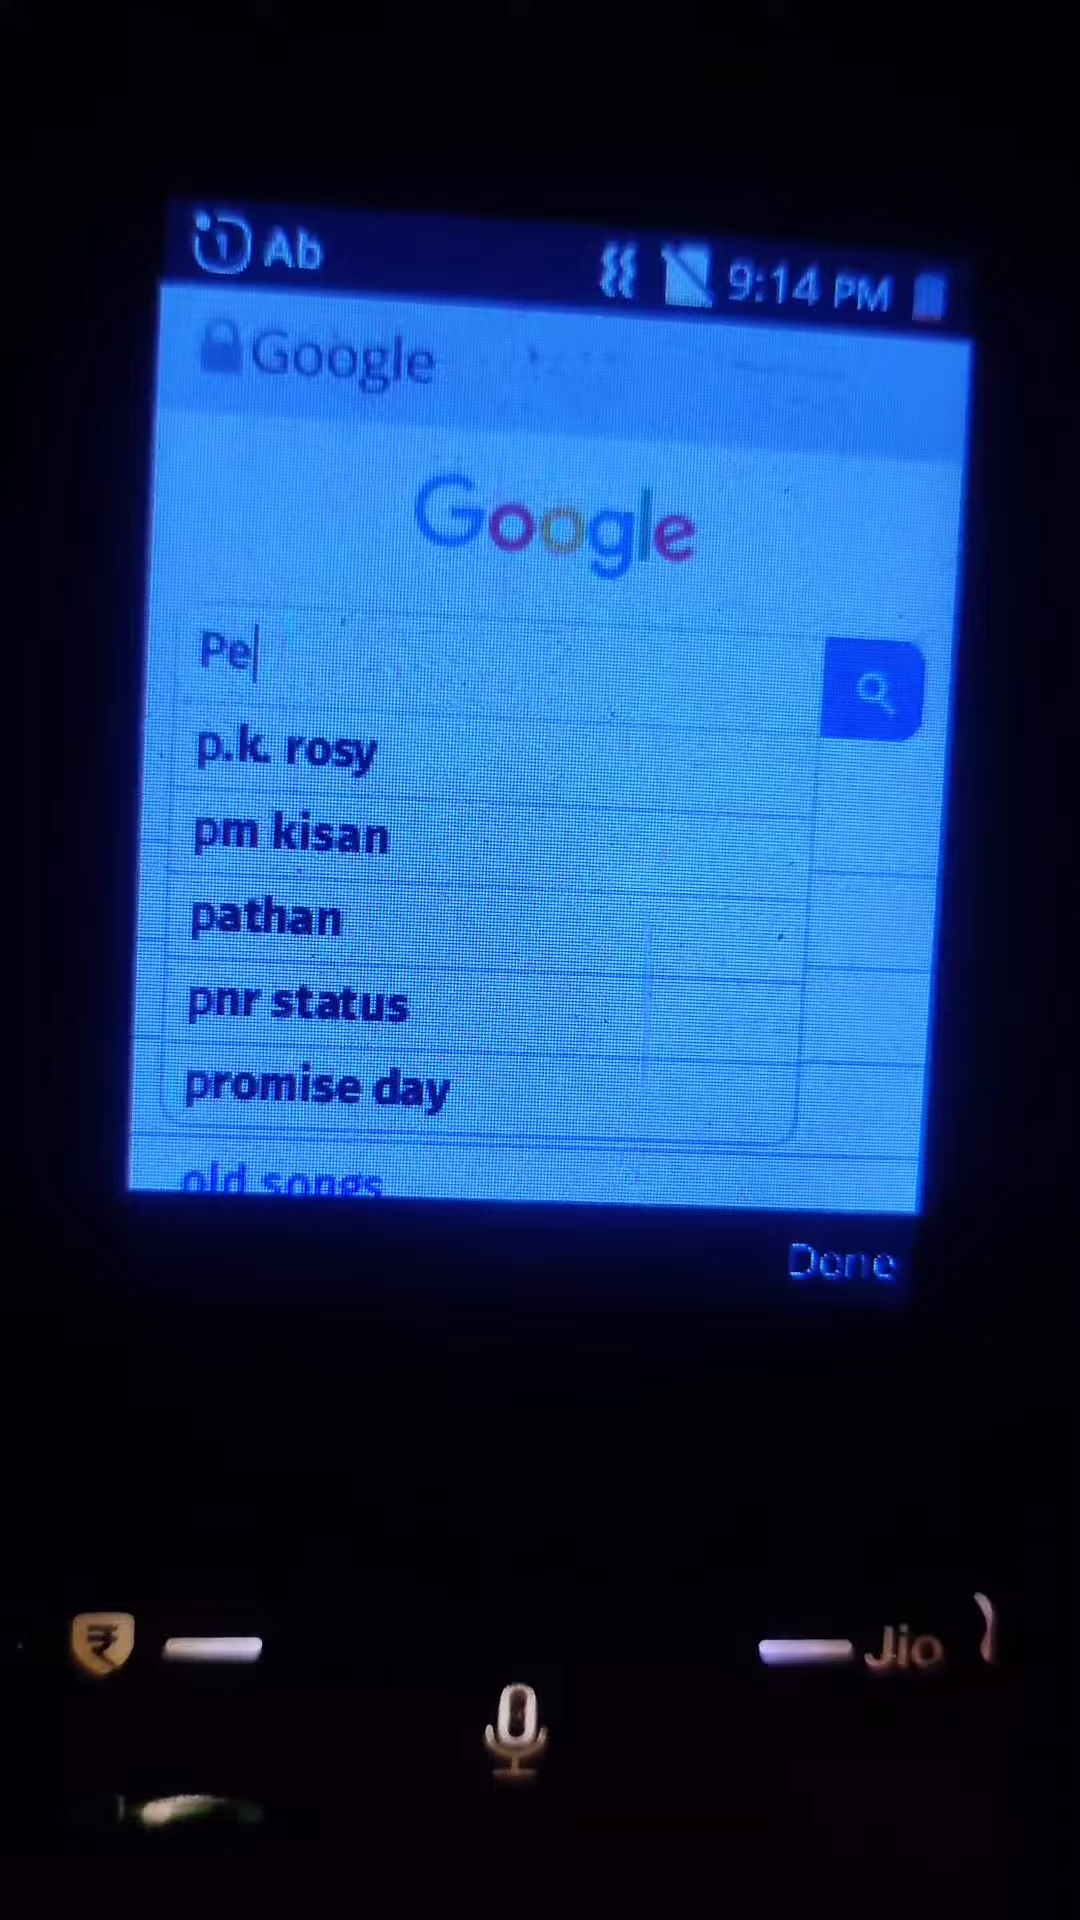 Ab 9:14 PM
Google
Google
Pe
p.k. rosy
pm kisan
pathan
pnr status
promise day
old songs
Done
₹ Jio